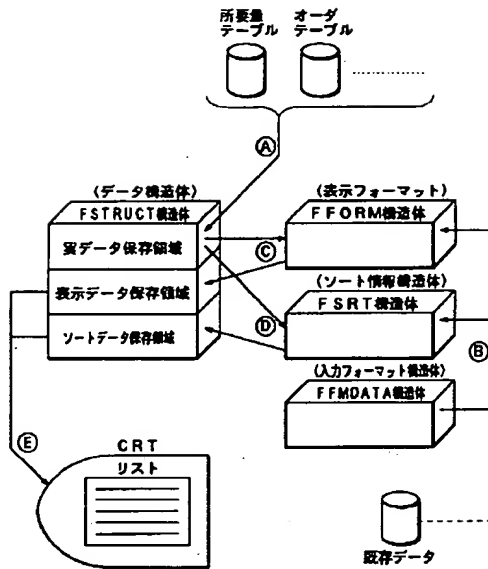 所要量
テーブル
オーダ
テーブル
Ⓐ
(データ構造体)
FSTRUCT構造体
実データ保存領域
表示データ保存領域
ソートデータ保存領域
(表示フォーマット)
FFORM構造体
Ⓒ
(ソート情報構造体)
FSRT構造体
Ⓓ
Ⓑ
(入力フォーマット構造体)
FFMDATA構造体
Ⓔ
CRT
リスト
既存データ